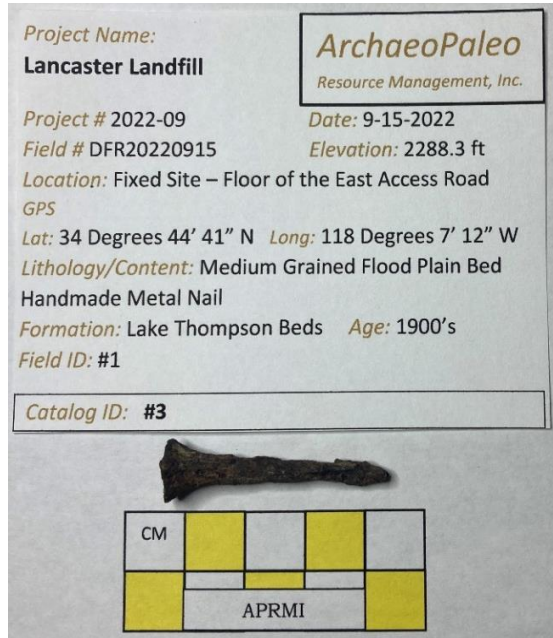 Project Name:
Lancaster Landfill
ArchaeoPaleo
Resource Management, Inc.
Project # 2022-09 Date: 9-15-2022
Field # DFR20220915 Elevation: 2288.3 ft
Location: Fixed Site – Floor of the East Access Road
GPS
Lat: 34 Degrees 44’ 41” N Long: 118 Degrees 7’ 12” W
Lithology/Content: Medium Grained Flood Plain Bed
Handmade Metal Nail
Formation: Lake Thompson Beds Age: 1900’s
Field ID: #1
Catalog ID: #3
CM
APRMI